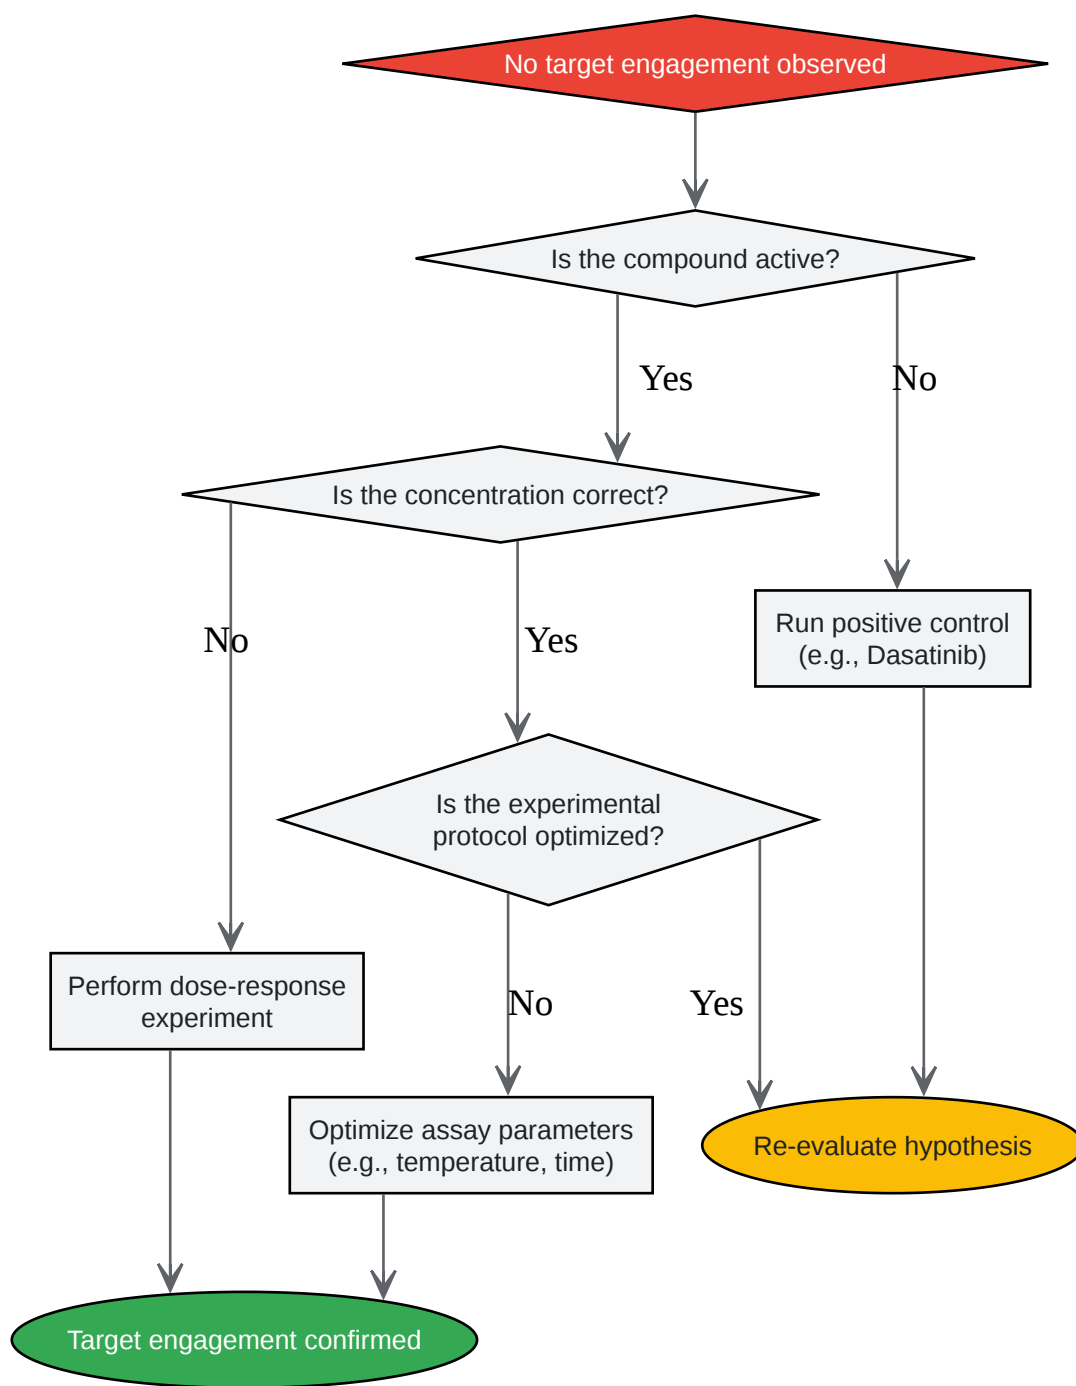 No target engagement observed
Is the compound active?
Yes
No
Is the concentration correct?
Run positive control
(e.g., Dasatinib)
No
Yes
Is the experimental
protocol optimized?
Perform dose-response
experiment
No
Yes
Optimize assay parameters
(e.g., temperature, time)
Re-evaluate hypothesis
Target engagement confirmed